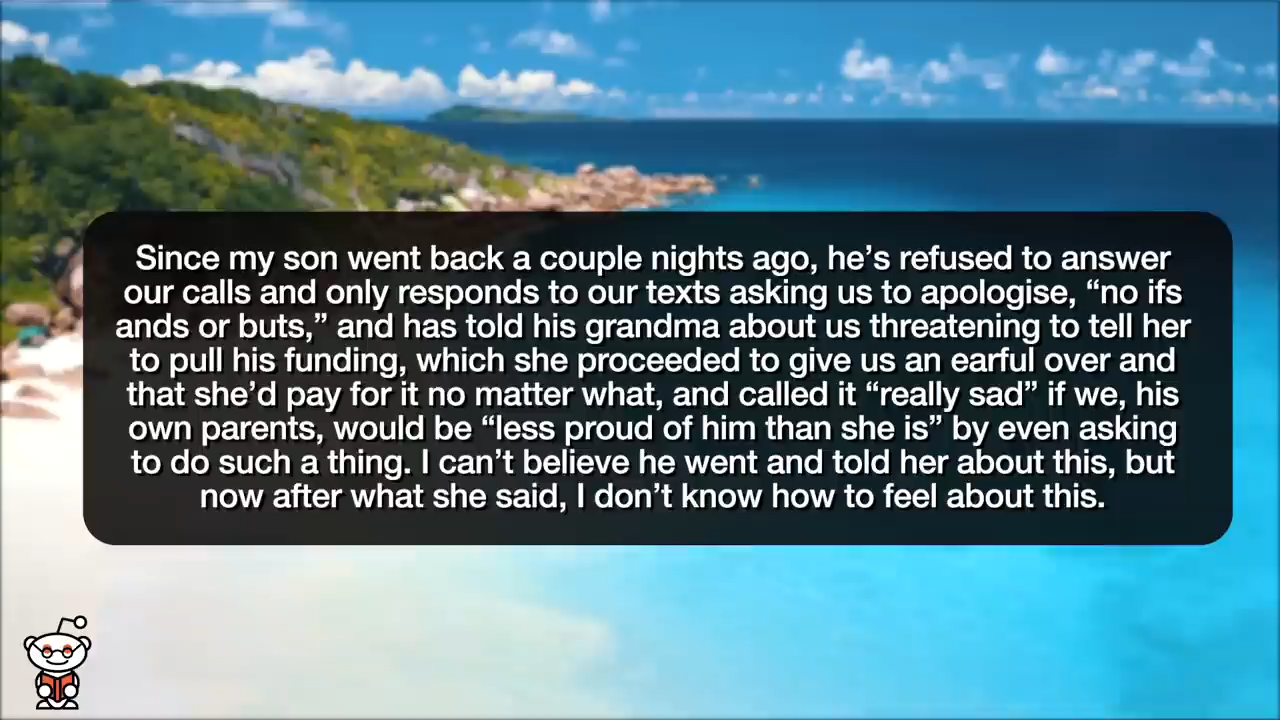 Since my son went back a couple nights ago, he’s refused to answer
our calls and only responds to our texts asking us to apologise, “no ifs
ands or buts,” and has told his grandma about us threatening to tell her
to pull his funding, which she proceeded to give us an earful over and
that she’d pay for it no matter what, and called it “really sad” if we, his
own parents, would be “less proud of him than she is” by even asking
to do such a thing. I can’t believe he went and told her about this, but
now after what she said, I don’t know how to feel about this.